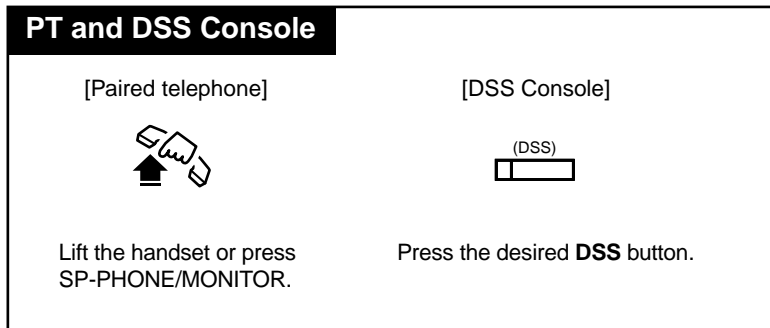 PT and DSS Console
[Paired telephone]
[DSS Console]
(DSS)
Lift the handset or press
SP-PHONE/MONITOR.
Press the desired DSS button.